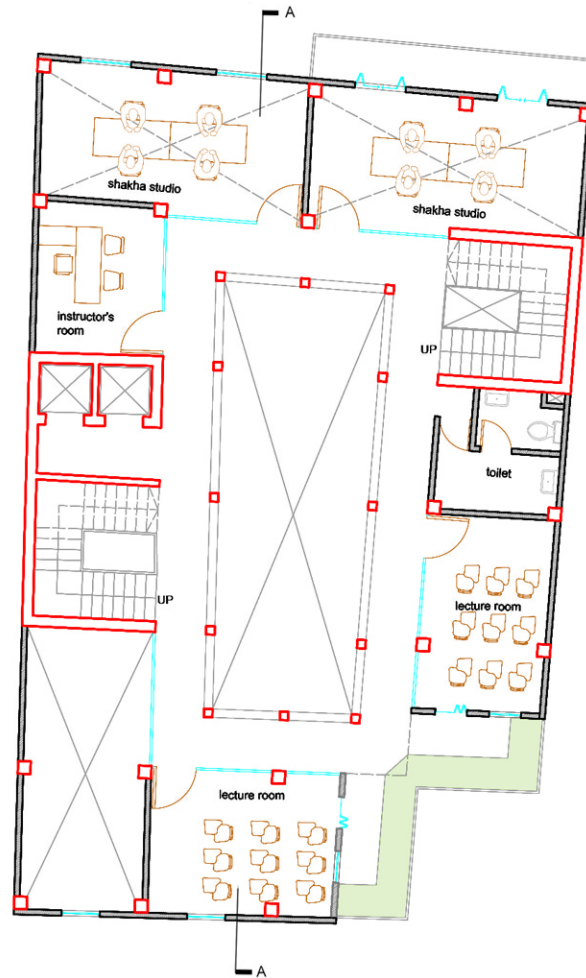 A
shakha studio
shakha studio
instructor's
room
UP
toilet
UP
lecture room
lecture room
A